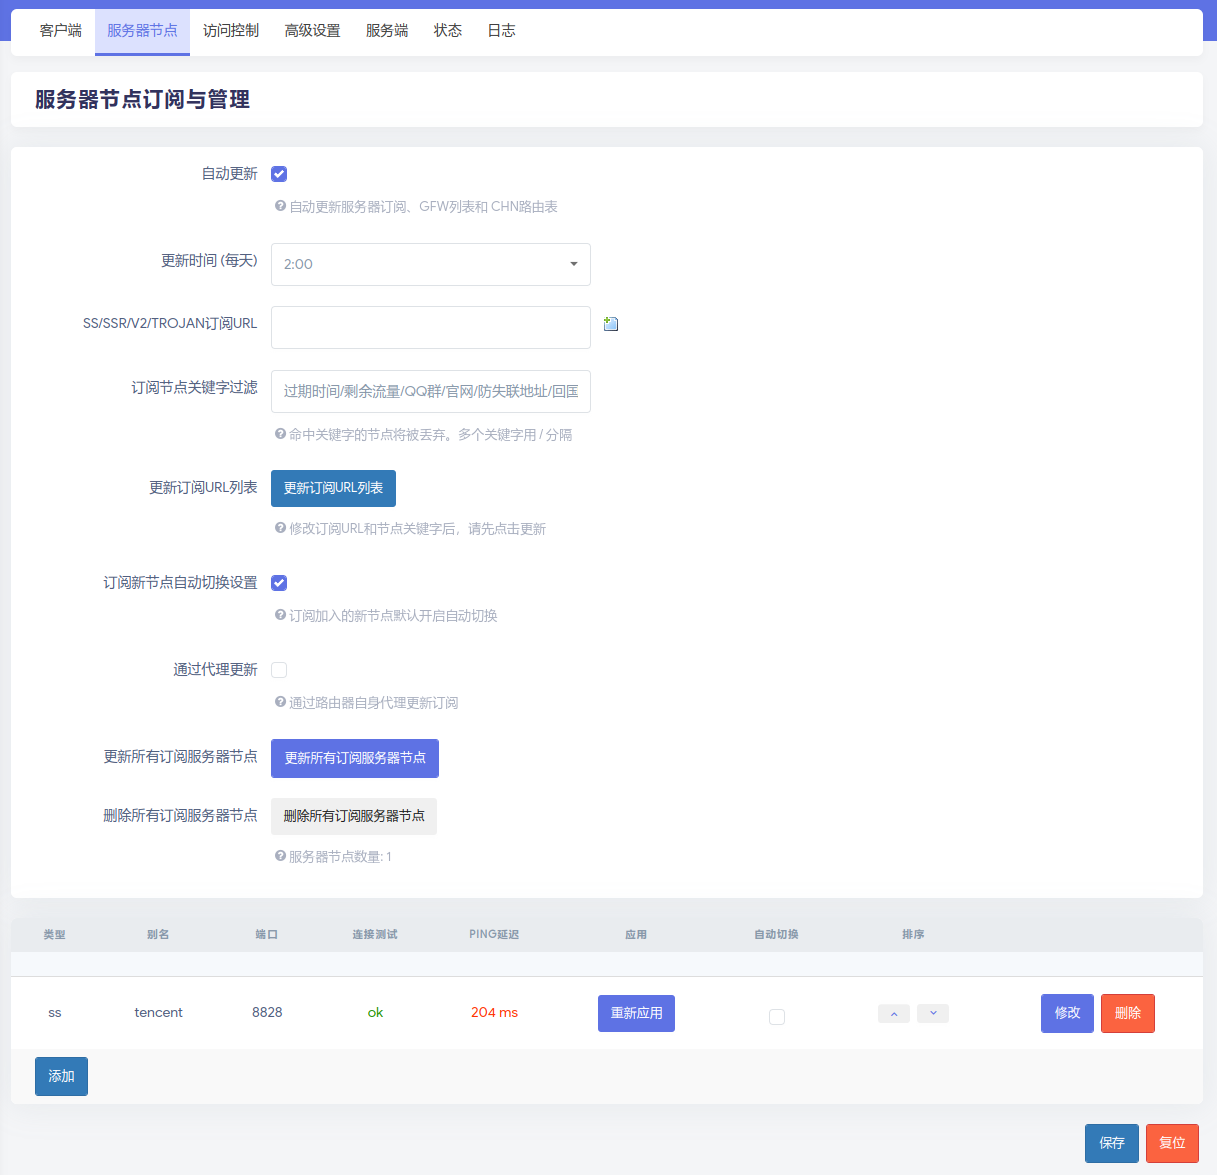 客户端 服务器节点 访问控制 高级设置 服务端 状态 日志
服务器节点订阅与管理
自动更新
自动更新服务器订阅、GFW列表和 CHN路由表
更新时间 (每天) 2:00
SS/SSR/V2/TROJAN订阅URL
订阅节点关键字过滤 过期时间/剩余流量/QQ群/官网/防失联地址/回国
命中关键字的节点将被丢弃。多个关键字用 / 分隔
更新订阅URL列表 更新订阅URL列表
修改订阅URL和节点关键字后，请先点击更新
订阅新节点自动切换设置
订阅加入的新节点默认开启自动切换
通过代理更新
通过路由器自身代理更新订阅
更新所有订阅服务器节点 更新所有订阅服务器节点
删除所有订阅服务器节点 删除所有订阅服务器节点
服务器节点数量: 1
类型 别名 端口 连接测试 PING延迟 应用 自动切换 排序
ss tencent 8828 ok 204 ms 重新应用 修改 删除
添加
保存 复位